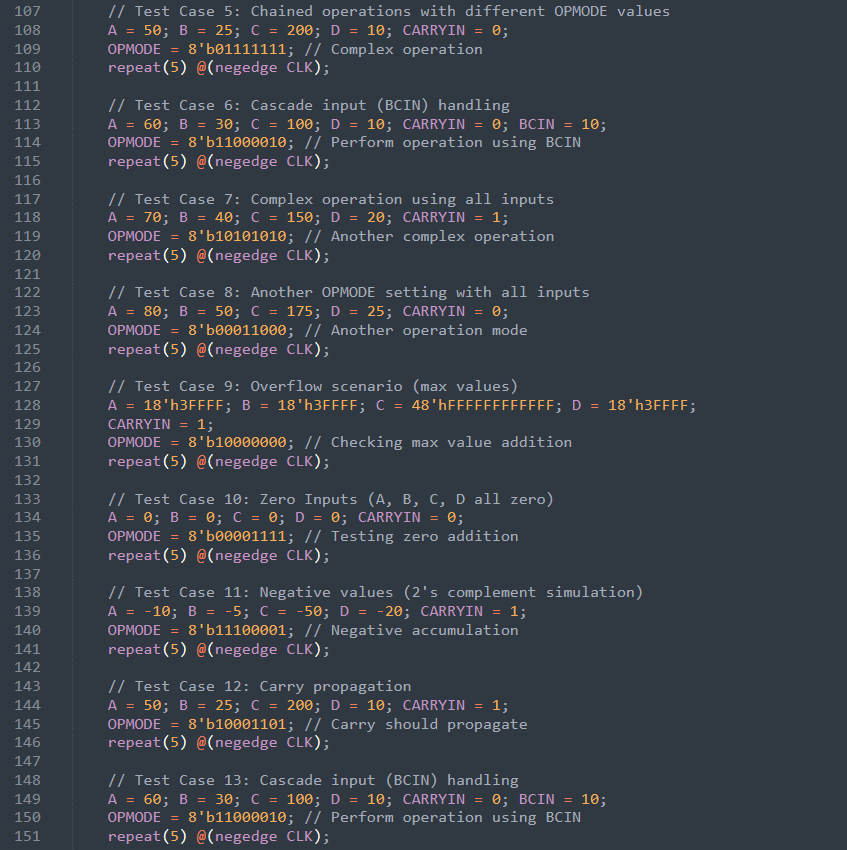 107 // Test Case 5: Chained operations with different OPMODE values
108 A = 50; B = 25; C = 200; D = 10; CARRYIN = 0;
109 OPMODE = 8'b01111111; // Complex operation
110 repeat(5) @(negedge CLK);
111
112 // Test Case 6: Cascade input (BCIN) handling
113 A = 60; B = 30; C = 100; D = 10; CARRYIN = 0; BCIN = 10;
114 OPMODE = 8'b11000010; // Perform operation using BCIN
115 repeat(5) @(negedge CLK);
116
117 // Test Case 7: Complex operation using all inputs
118 A = 70; B = 40; C = 150; D = 20; CARRYIN = 1;
119 OPMODE = 8'b10101010; // Another complex operation
120 repeat(5) @(negedge CLK);
121
122 // Test Case 8: Another OPMODE setting with all inputs
123 A = 80; B = 50; C = 175; D = 25; CARRYIN = 0;
124 OPMODE = 8'b00011000; // Another operation mode
125 repeat(5) @(negedge CLK);
126
127 // Test Case 9: Overflow scenario (max values)
128 A = 18'h3FFFF; B = 18'h3FFFF; C = 48'hFFFFFFFFFFFF; D = 18'h3FFFF;
129 CARRYIN = 1;
130 OPMODE = 8'b10000000; // Checking max value addition
131 repeat(5) @(negedge CLK);
132
133 // Test Case 10: Zero Inputs (A, B, C, D all zero)
134 A = 0; B = 0; C = 0; D = 0; CARRYIN = 0;
135 OPMODE = 8'b00001111; // Testing zero addition
136 repeat(5) @(negedge CLK);
137
138 // Test Case 11: Negative values (2's complement simulation)
139 A = -10; B = -5; C = -50; D = -20; CARRYIN = 1;
140 OPMODE = 8'b11100001; // Negative accumulation
141 repeat(5) @(negedge CLK);
142
143 // Test Case 12: Carry propagation
144 A = 50; B = 25; C = 200; D = 10; CARRYIN = 1;
145 OPMODE = 8'b10001101; // Carry should propagate
146 repeat(5) @(negedge CLK);
147
148 // Test Case 13: Cascade input (BCIN) handling
149 A = 60; B = 30; C = 100; D = 10; CARRYIN = 0; BCIN = 10;
150 OPMODE = 8'b11000010; // Perform operation using BCIN
151 repeat(5) @(negedge CLK);